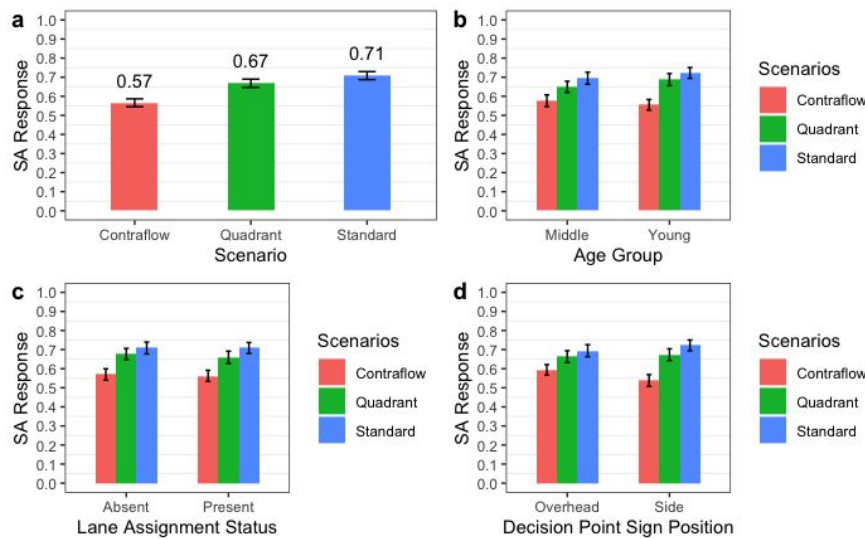 a
SA Response
1.0
0.9
0.8
0.7
0.6
0.5
0.4
0.3
0.2
0.1
0.0
0.57
0.67
0.71
Contraflow Quadrant Standard
Scenario
b
SA Response
1.0
0.9
0.8
0.7
0.6
0.5
0.4
0.3
0.2
0.1
0.0
Middle Young
Age Group
Scenarios
Contraflow
Quadrant
Standard
c
SA Response
1.0
0.9
0.8
0.7
0.6
0.5
0.4
0.3
0.2
0.1
0.0
Absent Present
Lane Assignment Status
Scenarios
Contraflow
Quadrant
Standard
d
SA Response
1.0
0.9
0.8
0.7
0.6
0.5
0.4
0.3
0.2
0.1
0.0
Overhead Side
Decision Point Sign Position
Scenarios
Contraflow
Quadrant
Standard